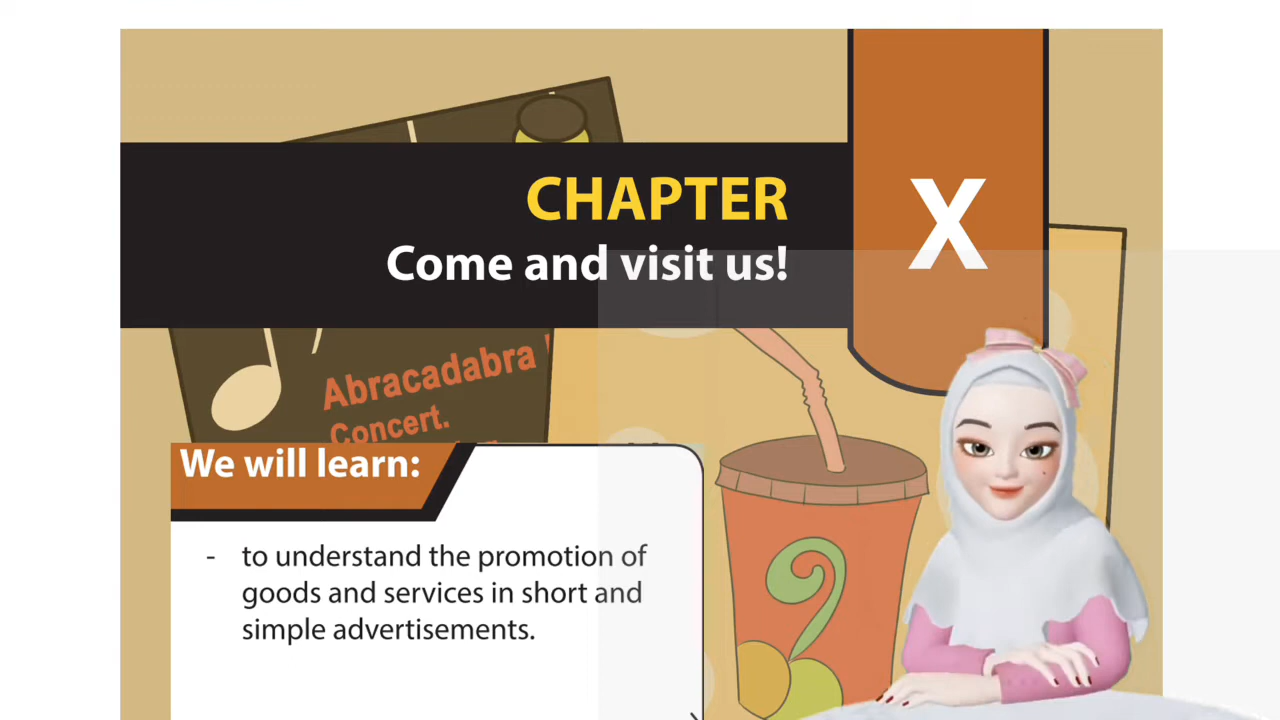 CHAPTER
X
Come and visit us!
Abracadabra
Concert.
We will learn:
- to understand the promotion of
goods and services in short and
simple advertisements.